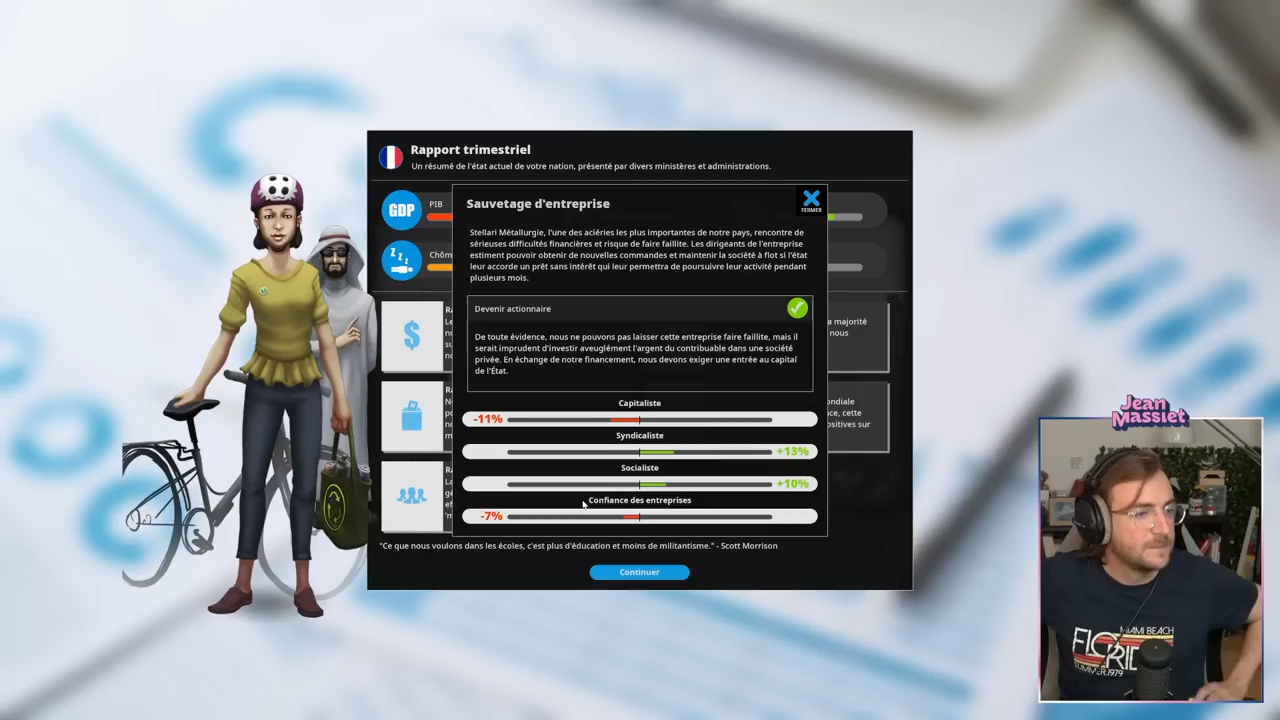 Rapport trimestriel
Un résumé de l'état actuel de votre nation, présenté par divers ministères et administrations.
GDP
PIB
Z Z Z
Chôm
Sauvetage d'entreprise
FERMER
Stellari Métallurgie, l'une des aciéries les plus importantes de notre pays, rencontre de
sérieuses difficultés financières et risque de faire faillite. Les dirigeants de l'entreprise
estiment pouvoir obtenir de nouvelles commandes et maintenir la société à flot si l'état
leur accorde un prêt sans intérêt qui leur permettra de poursuivre leur activité pendant
plusieurs mois.
Devenir actionnaire
De toute évidence, nous ne pouvons pas laisser cette entreprise faire faillite, mais il
serait imprudent d'investir aveuglément l'argent du contribuable dans une société
privée. En échange de notre financement, nous devons exiger une entrée au capital
de l'État.
a majorité
nous
ondiale
ce, cette
positives sur
$
Capitaliste
-11%
Syndicaliste
+13%
Socialiste
+10%
Confiance des entreprises
-7%
"Ce que nous voulons dans les écoles, c'est plus d'éducation et moins de militantisme." - Scott Morrison
Continuer
Jean
Massiet
MIAMI BEACH
SUMMER.1979